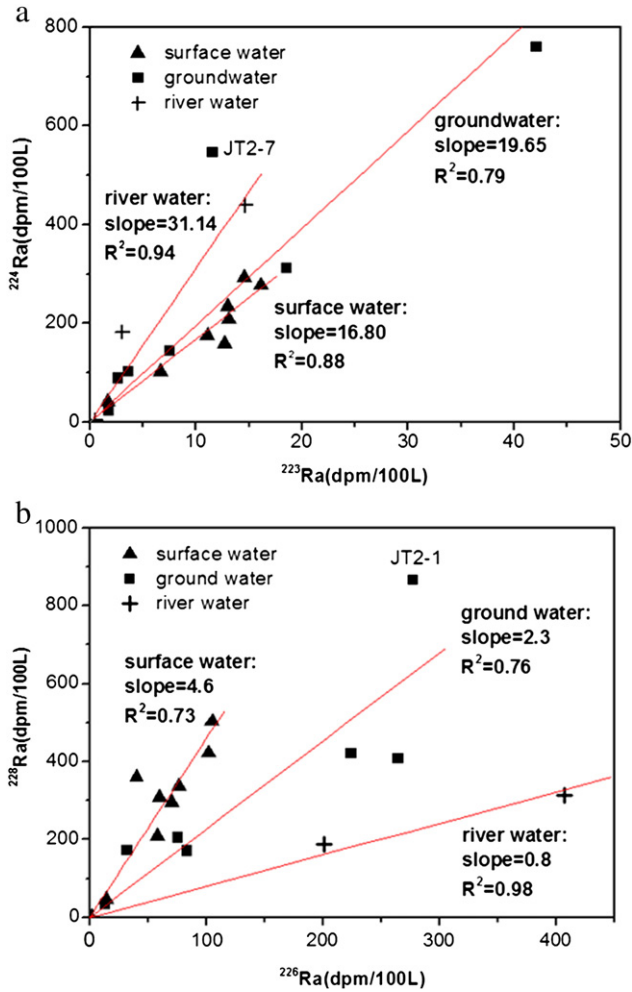 a
800
600
400
200
0
²²⁴Ra(dpm/100L)
surface water
groundwater
river water
JT2-7
river water:
slope=31.14
R²=0.94
groundwater:
slope=19.65
R²=0.79
surface water:
slope=16.80
R²=0.88
0 10 20 30 40 50
²²³Ra(dpm/100L)
b
1000
800
600
400
200
0
²²⁸Ra(dpm/100L)
surface water
ground water
river water
JT2-1
surface water:
slope=4.6
R²=0.73
ground water:
slope=2.3
R²=0.76
river water:
slope=0.8
R²=0.98
0 100 200 300 400
²²⁶Ra(dpm/100L)